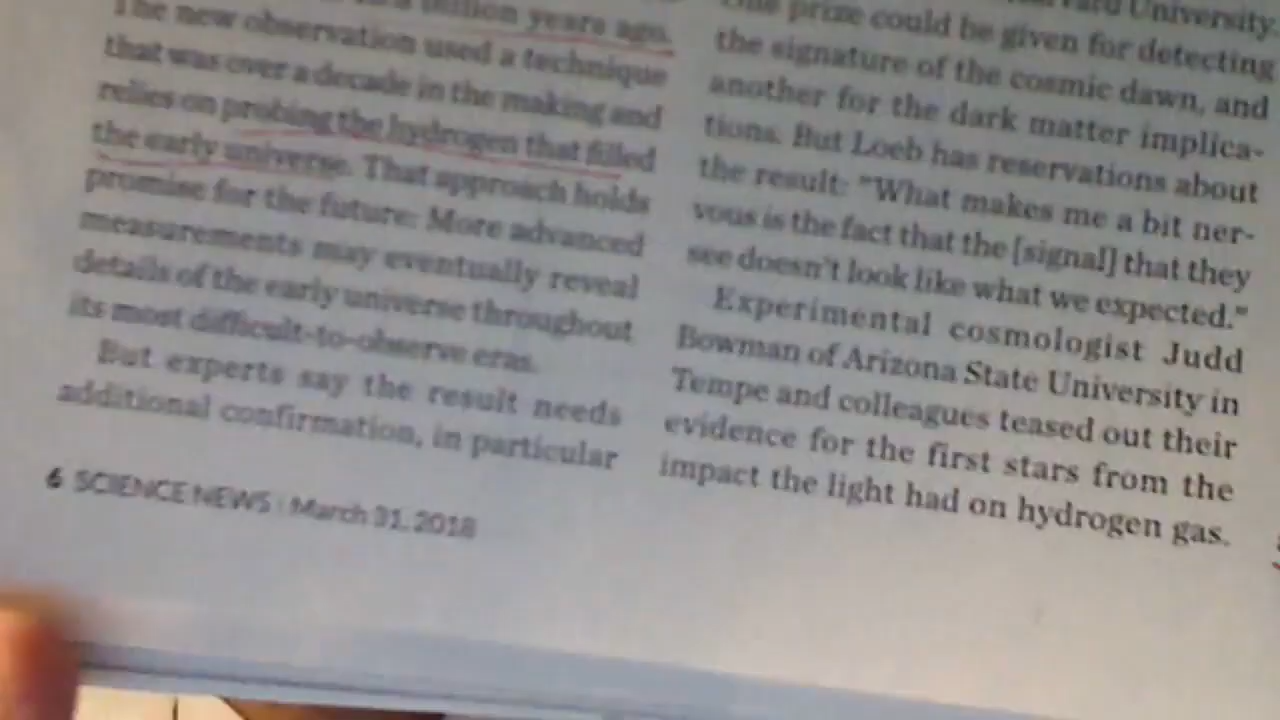 billion years ago.
The new observation used a technique
that was over a decade in the making and
relies on probing the hydrogen that filled
the early universe. That approach holds
promise for the future: More advanced
measurements may eventually reveal
details of the early universe throughout
its most difficult-to-observe eras.
But experts say the result needs
additional confirmation, in particular
6 SCIENCE NEWS | March 31, 2018
University.
One prize could be given for detecting
the signature of the cosmic dawn, and
another for the dark matter implica-
tions. But Loeb has reservations about
the result: "What makes me a bit ner-
vous is the fact that the [signal] that they
see doesn't look like what we expected."
Experimental cosmologist Judd
Bowman of Arizona State University in
Tempe and colleagues teased out their
evidence for the first stars from the
impact the light had on hydrogen gas.